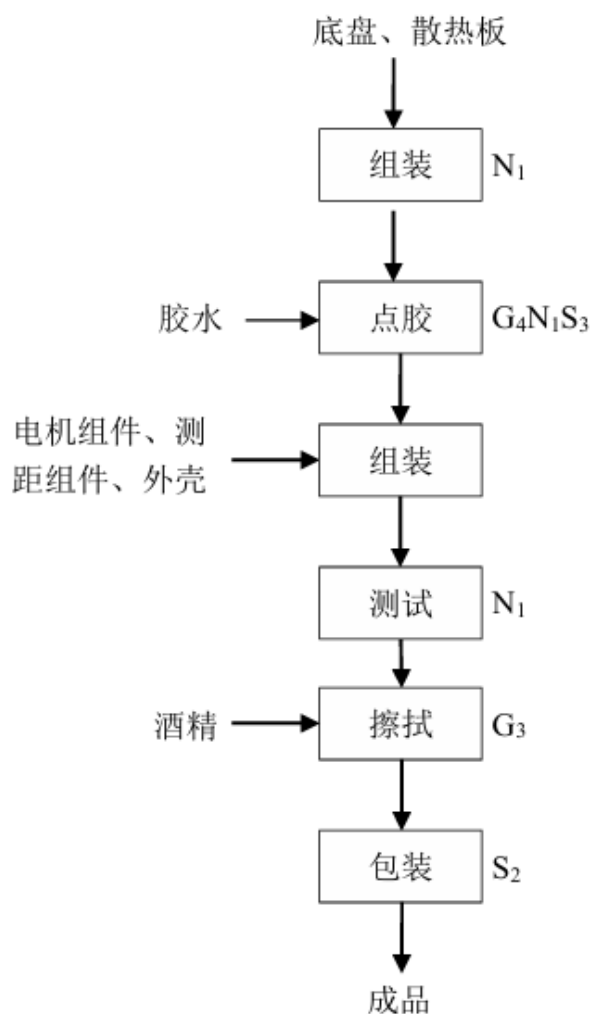 底盘、散热板
组装 N₁
胶水 点胶 G₄N₁S₃
电机组件、测
距组件、外壳
组装
测试 N₁
酒精 擦拭 G₃
包装 S₂
成品